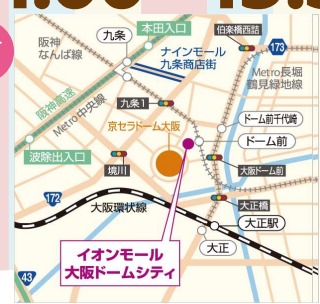 本田入口
伯楽橋西詰
九条
阪神
なんば線
ナインモール
九条商店街
173
Metro長堀
鶴見緑地線
阪神高速
Metro中央線
九条1
京セラドーム大阪
ドーム前千代崎
ドーム前
波除出入口
境川
大阪ドーム前
172
大阪環状線
大正橋
大正駅
大正
イオンモール
大阪ドームシティ
43